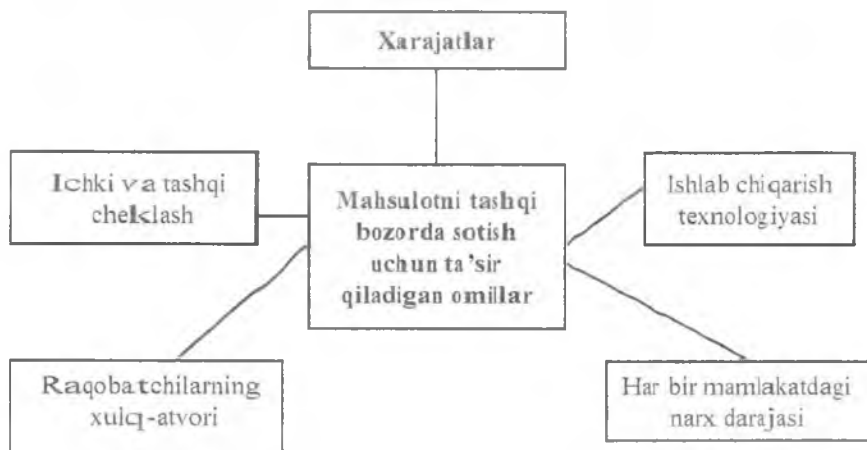 Xarajatlar
Ichki va tashqi
cheklash
Mahsulotni tashqi
bozorda sotish
uchun ta'sir
qiladigan omillar
Ishlab chiqarish
texnologiyasi
Raqobatchilarning
xulq-atvori
Har bir mamlakatdagi
narx darajasi